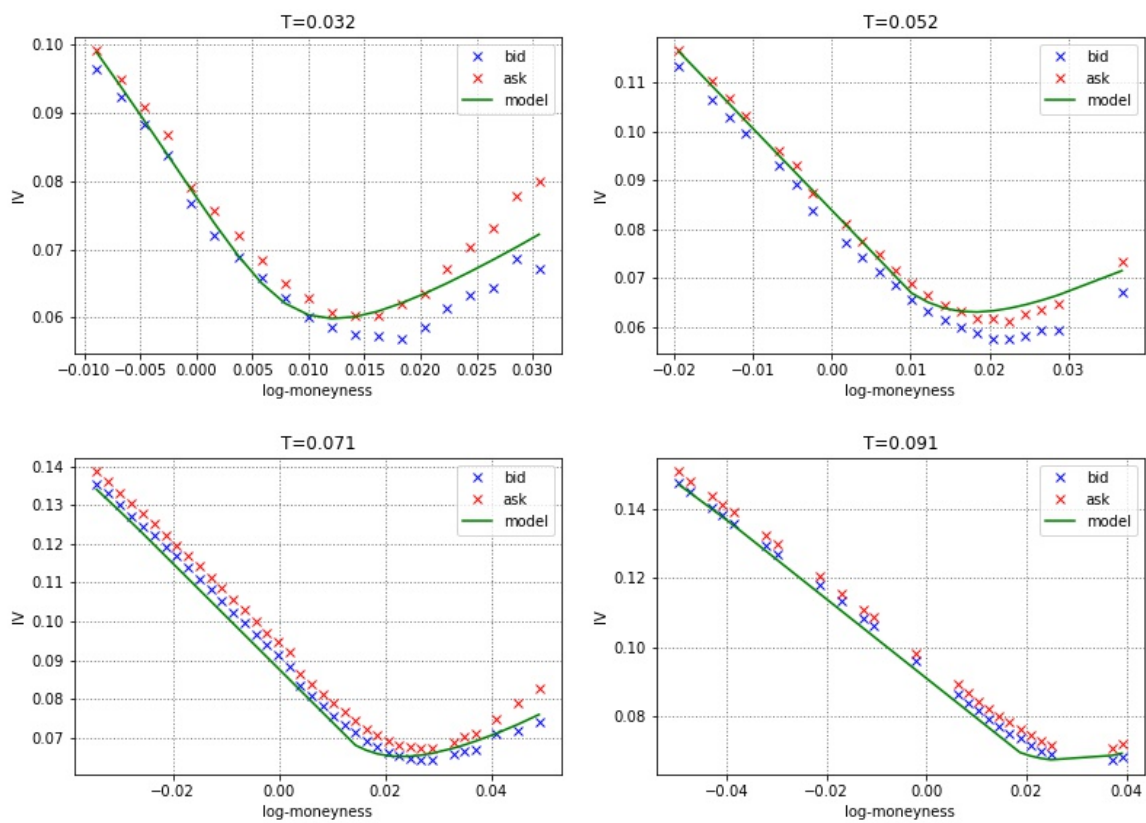 T=0.032
IV
0.10
0.09
0.08
0.07
0.06
bid
ask
model
−0.010 −0.005 0.000 0.005 0.010 0.015 0.020 0.025 0.030
log-moneyness
T=0.052
IV
0.11
0.10
0.09
0.08
0.07
0.06
bid
ask
model
−0.02 −0.01 0.00 0.01 0.02 0.03
log-moneyness
T=0.071
IV
0.14
0.13
0.12
0.11
0.10
0.09
0.08
0.07
bid
ask
model
−0.02 0.00 0.02 0.04
log-moneyness
T=0.091
IV
0.14
0.12
0.10
0.08
bid
ask
model
−0.04 −0.02 0.00 0.02 0.04
log-moneyness